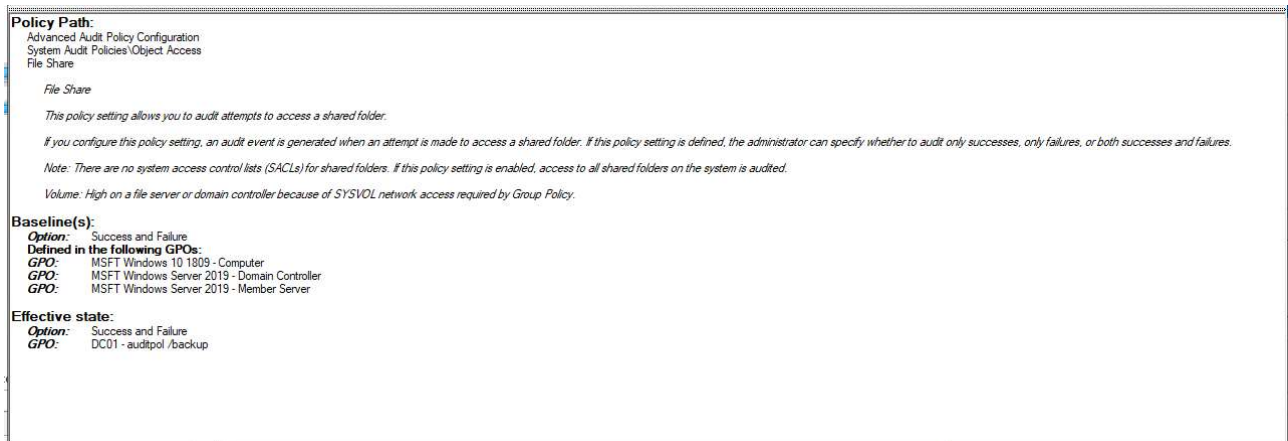 Policy Path:
Advanced Audit Policy Configuration
System Audit Policies\Object Access
File Share
File Share
This policy setting allows you to audit attempts to access a shared folder.
If you configure this policy setting, an audit event is generated when an attempt is made to access a shared folder. If this policy setting is defined, the administrator can specify whether to audit only successes, only failures, or both successes and failures.
Note: There are no system access control lists (SACLs) for shared folders. If this policy setting is enabled, access to all shared folders on the system is audited.
Volume: High on a file server or domain controller because of SYSVOL network access required by Group Policy.
Baseline(s):
Option: Success and Failure
Defined in the following GPOs:
GPO: MSFT Windows 10 1809 - Computer
GPO: MSFT Windows Server 2019 - Domain Controller
GPO: MSFT Windows Server 2019 - Member Server
Effective state:
Option: Success and Failure
GPO: DC01 - auditpol /backup